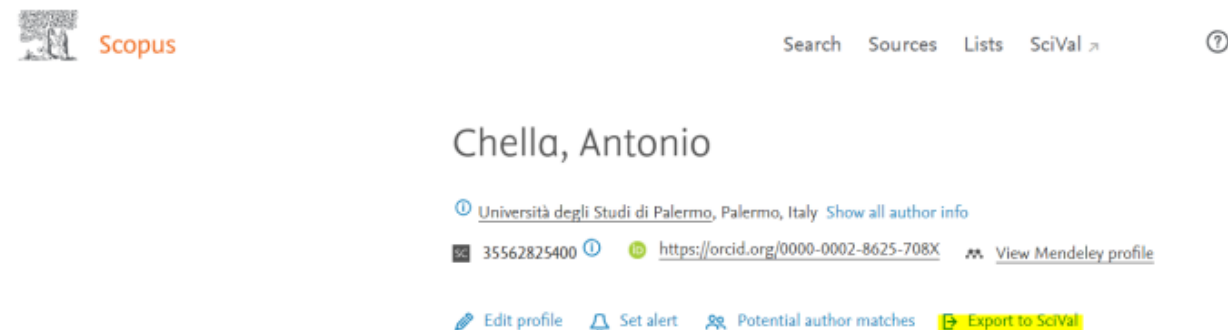 Scopus
Search Sources Lists SciVal ↗ ?
Chella, Antonio
Università degli Studi di Palermo, Palermo, Italy Show all author info
SC 35562825400 iD https://orcid.org/0000-0002-8625-708X View Mendeley profile
Edit profile Set alert Potential author matches Export to SciVal